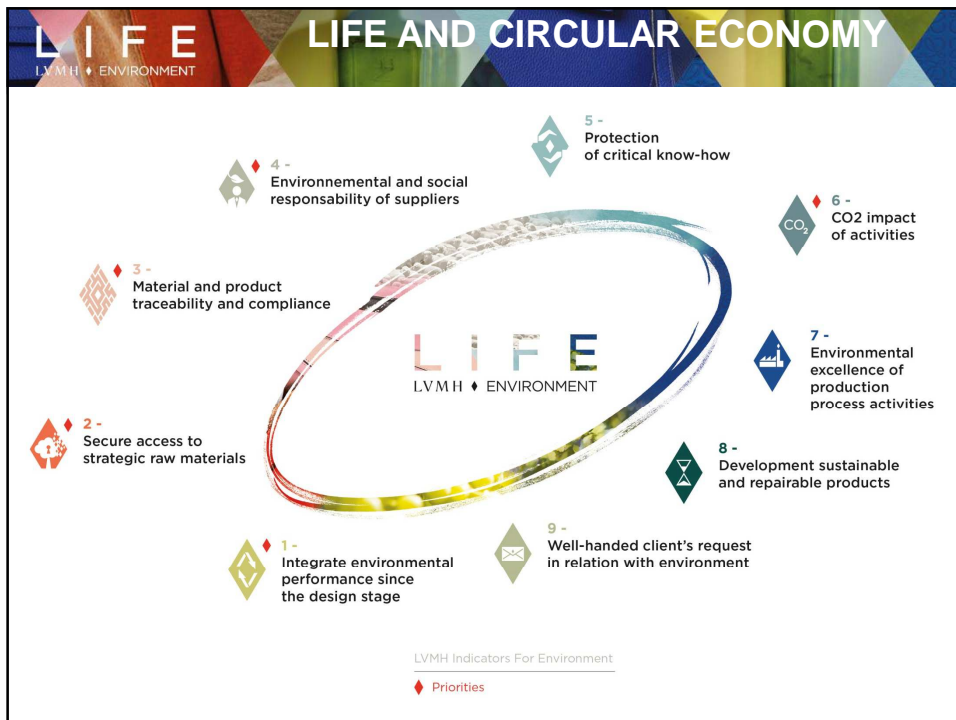 LIFE AND CIRCULAR ECONOMY
L I F E
LVMH ♦ ENVIRONMENT
5 -
Protection
of critical know-how
4 -
Environnemental and social
responsability of suppliers
6 -
CO2 impact
of activities
CO₂
3 -
Material and product
traceability and compliance
L I F E
LVMH ♦ ENVIRONMENT
7 -
Environmental
excellence of
production
process activities
2 -
Secure access to
strategic raw materials
8 -
Development sustainable
and repairable products
1 -
Integrate environmental
performance since
the design stage
9 -
Well-handed client's request
in relation with environment
LVMH Indicators For Environment
♦ Priorities